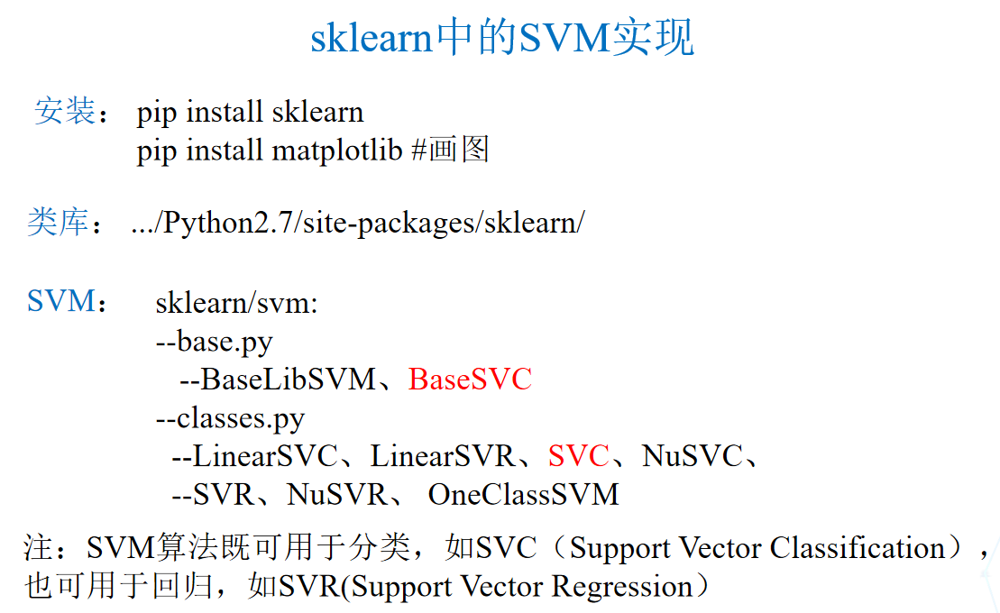 sklearn中的SVM实现
安装： pip install sklearn
pip install matplotlib #画图
类库： .../Python2.7/site-packages/sklearn/
SVM： sklearn/svm:
--base.py
--BaseLibSVM、BaseSVC
--classes.py
--LinearSVC、LinearSVR、SVC、NuSVC、
--SVR、NuSVR、 OneClassSVM
注：SVM算法既可用于分类，如SVC（Support Vector Classification），
也可用于回归，如SVR(Support Vector Regression）